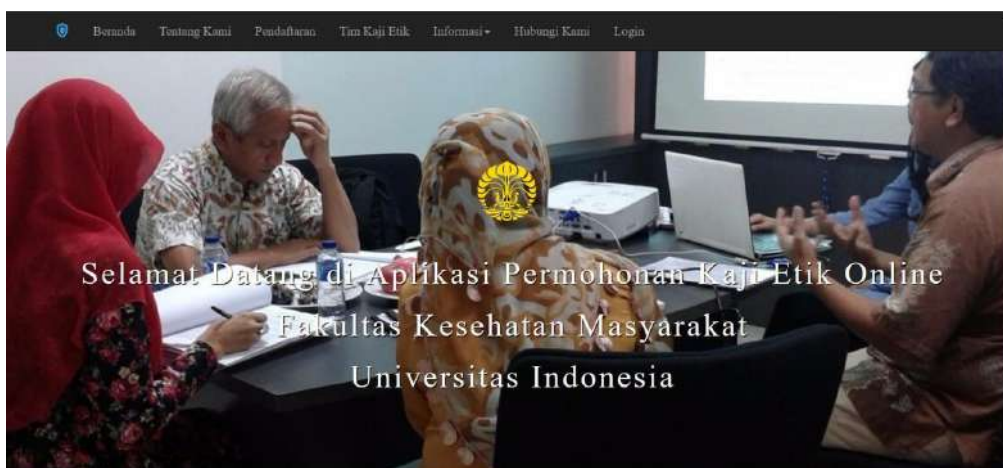 Beranda Tentang Kami Pendaftaran Tim Kaji Etik Informasi Hubungi Kami Login
Selamat Datang di Aplikasi Permohonan Kaji Etik Online
Fakultas Kesehatan Masyarakat
Universitas Indonesia